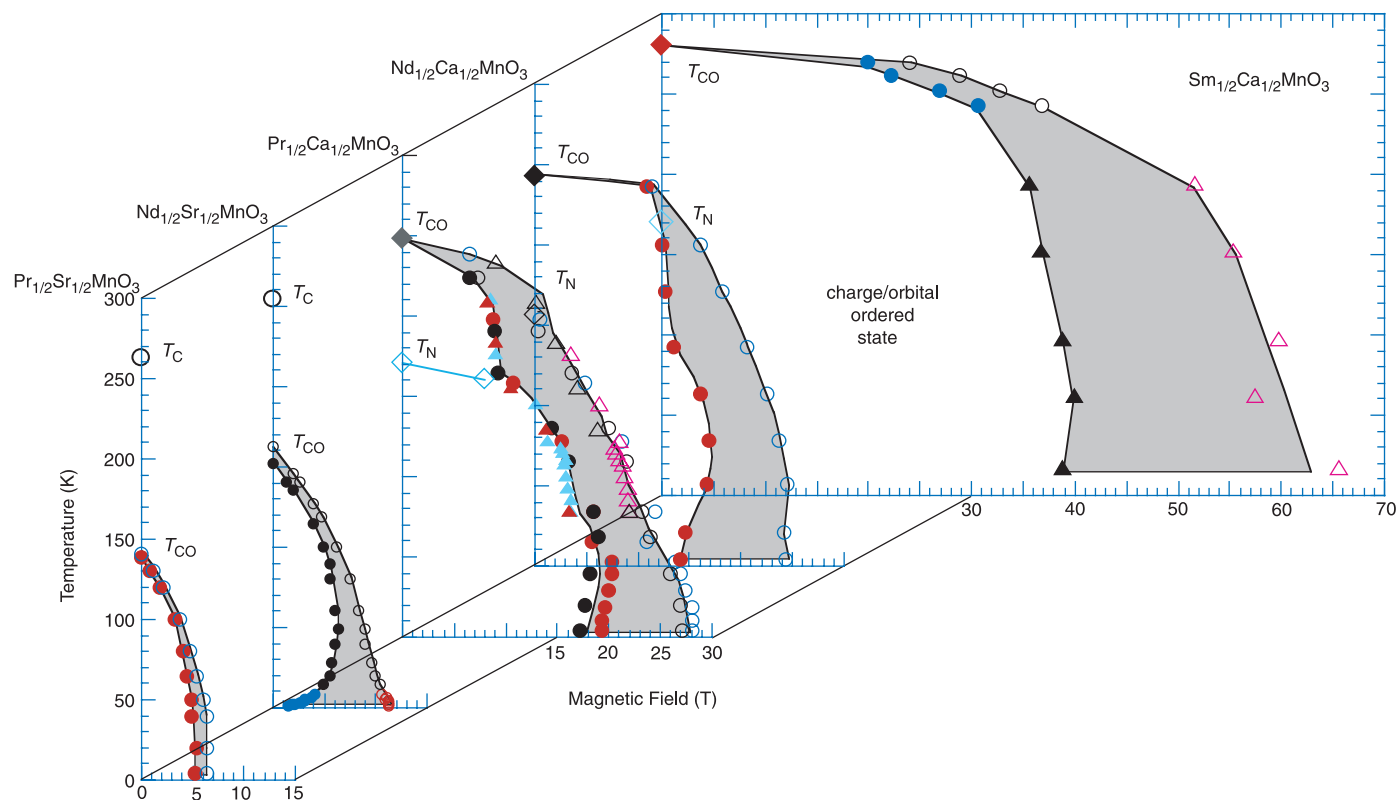 Nd1/2Ca1/2MnO3
TCO
Sm1/2Ca1/2MnO3
Pr1/2Ca1/2MnO3
TCO
Nd1/2Sr1/2MnO3
TCO
TN
Pr1/2Sr1/2MnO3
TC
TN
charge/orbital
ordered
state
TC
TN
TCO
TCO
Temperature (K)
300
250
200
150
100
50
0
0
5
10
15
15
20
25
30
30
40
50
60
70
Magnetic Field (T)